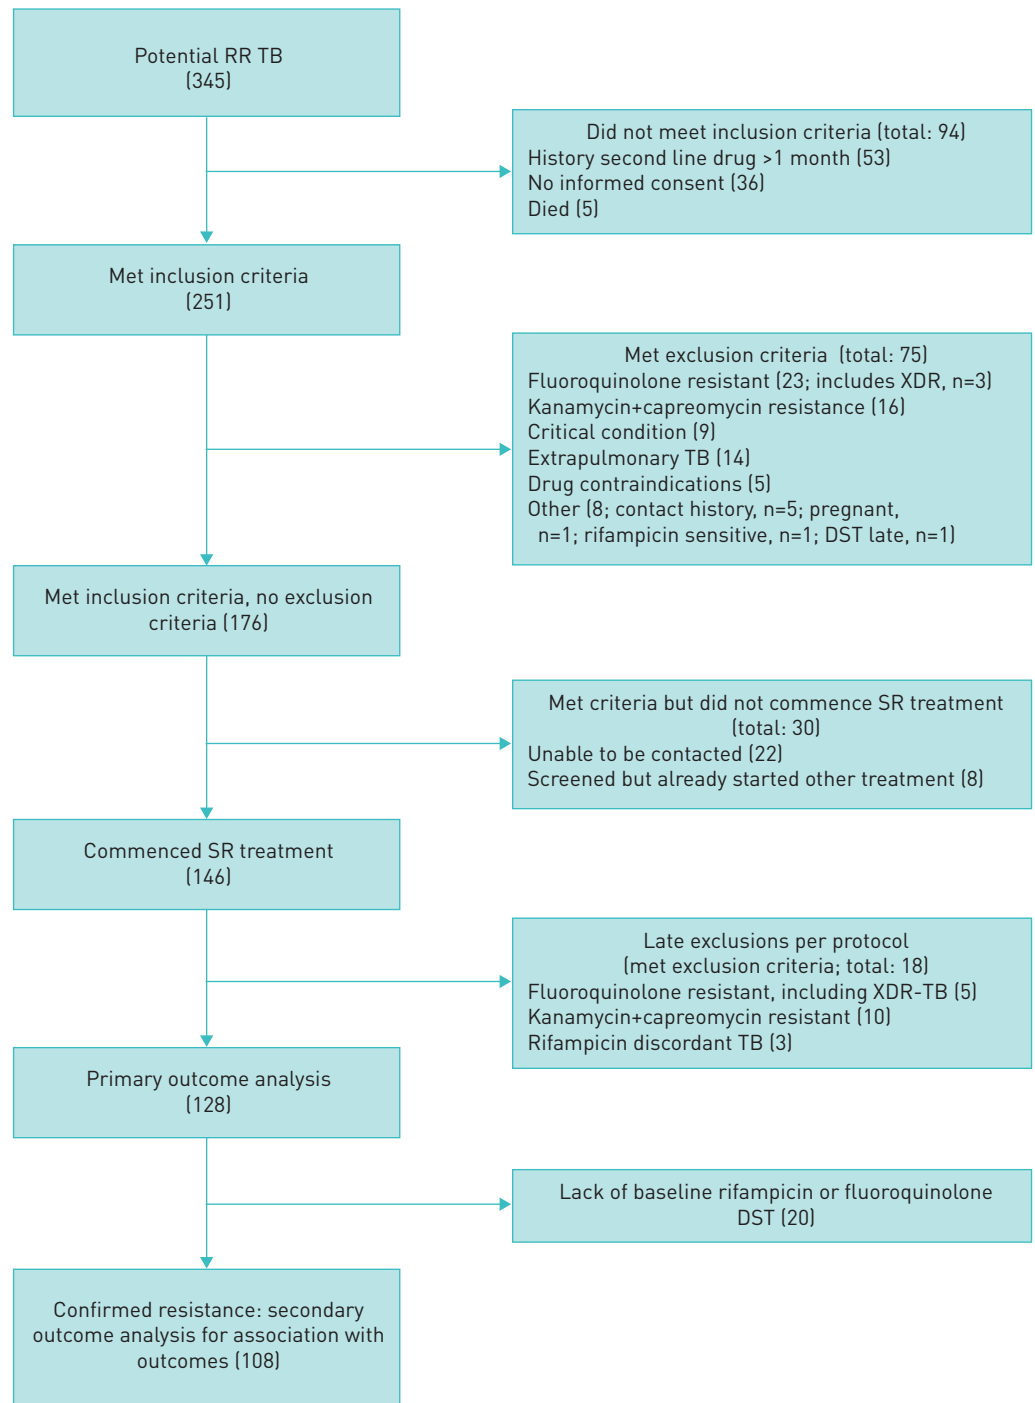 Potential RR TB
(345)
Did not meet inclusion criteria (total: 94)
History second line drug >1 month (53)
No informed consent (36)
Died (5)
Met inclusion criteria
(251)
Met exclusion criteria (total: 75)
Fluoroquinolone resistant (23; includes XDR, n=3)
Kanamycin+capreomycin resistance (16)
Critical condition (9)
Extrapulmonary TB (14)
Drug contraindications (5)
Other (8; contact history, n=5; pregnant,
n=1; rifampicin sensitive, n=1; DST late, n=1)
Met inclusion criteria, no exclusion
criteria (176)
Met criteria but did not commence SR treatment
(total: 30)
Unable to be contacted (22)
Screened but already started other treatment (8)
Commenced SR treatment
(146)
Late exclusions per protocol
(met exclusion criteria; total: 18)
Fluoroquinolone resistant, including XDR-TB (5)
Kanamycin+capreomycin resistant (10)
Rifampicin discordant TB (3)
Primary outcome analysis
(128)
Lack of baseline rifampicin or fluoroquinolone
DST (20)
Confirmed resistance: secondary
outcome analysis for association with
outcomes (108)